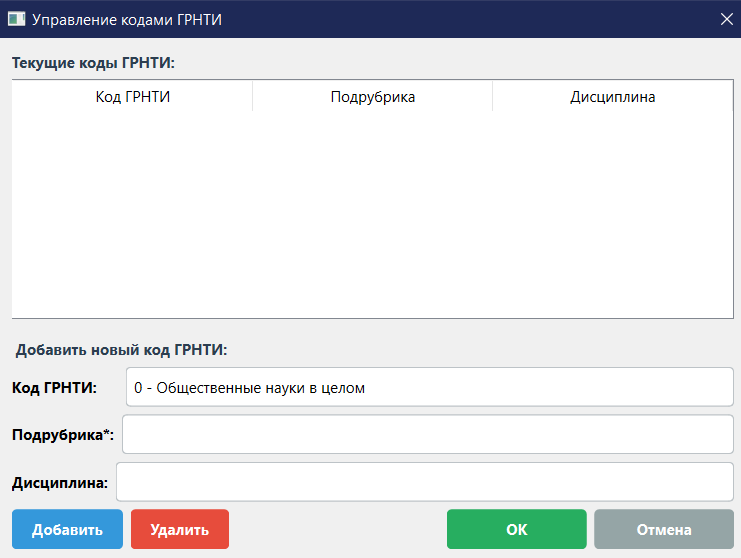 Управление кодами ГРНТИ
Текущие коды ГРНТИ:
Код ГРНТИ Подрубрика Дисциплина
Добавить новый код ГРНТИ:
Код ГРНТИ: 0 - Общественные науки в целом
Подрубрика*:
Дисциплина:
Добавить Удалить OK Отмена